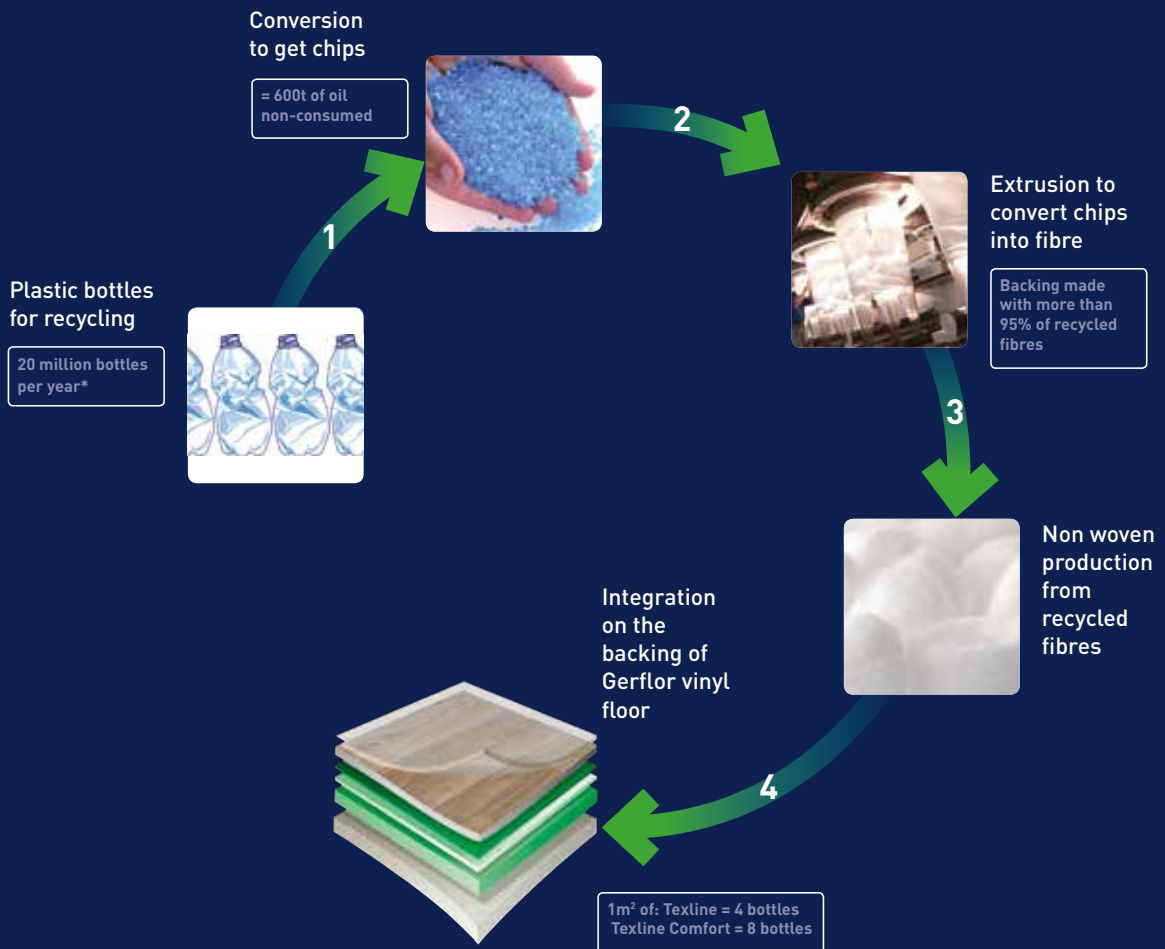 Conversion
to get chips
= 600t of oil
non-consumed
1
2
Plastic bottles
for recycling
20 million bottles
per year*
Extrusion to
convert chips
into fibre
Backing made
with more than
95% of recycled
fibres
3
Non woven
production
from
recycled
fibres
4
Integration
on the
backing of
Gerflor vinyl
floor
1m² of: Texline = 4 bottles
Texline Comfort = 8 bottles